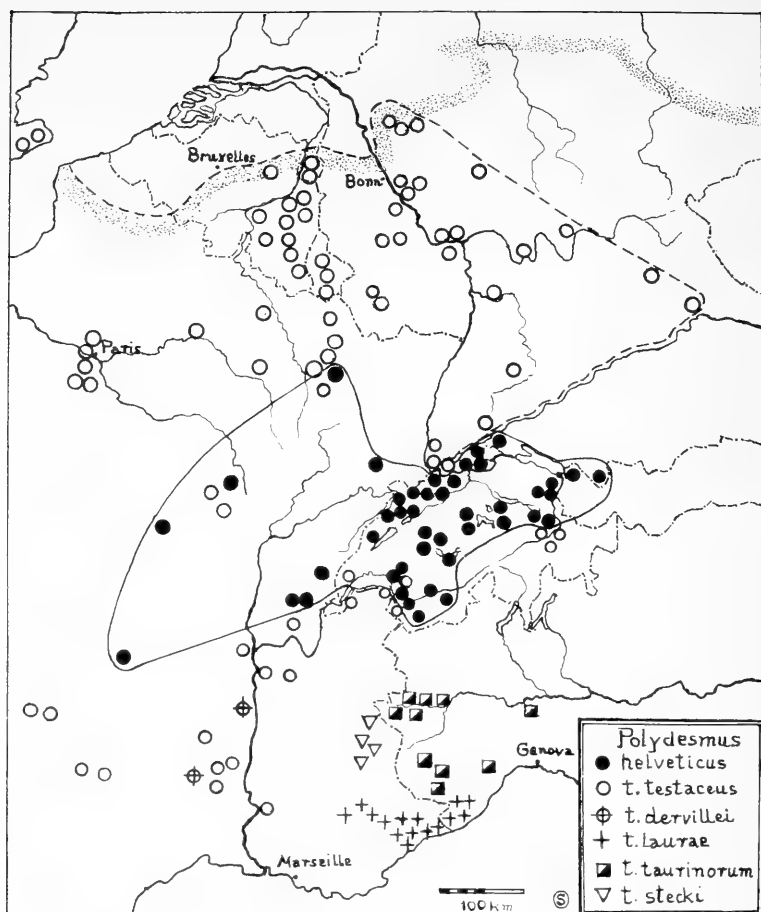 Bruxelles
Bonn
Paris
Genova
Marseille
100 km
S
Polydesmus
helveticus
t. testaceus
t. dervillei
t. laurae
t. taurinorum
t. stecki